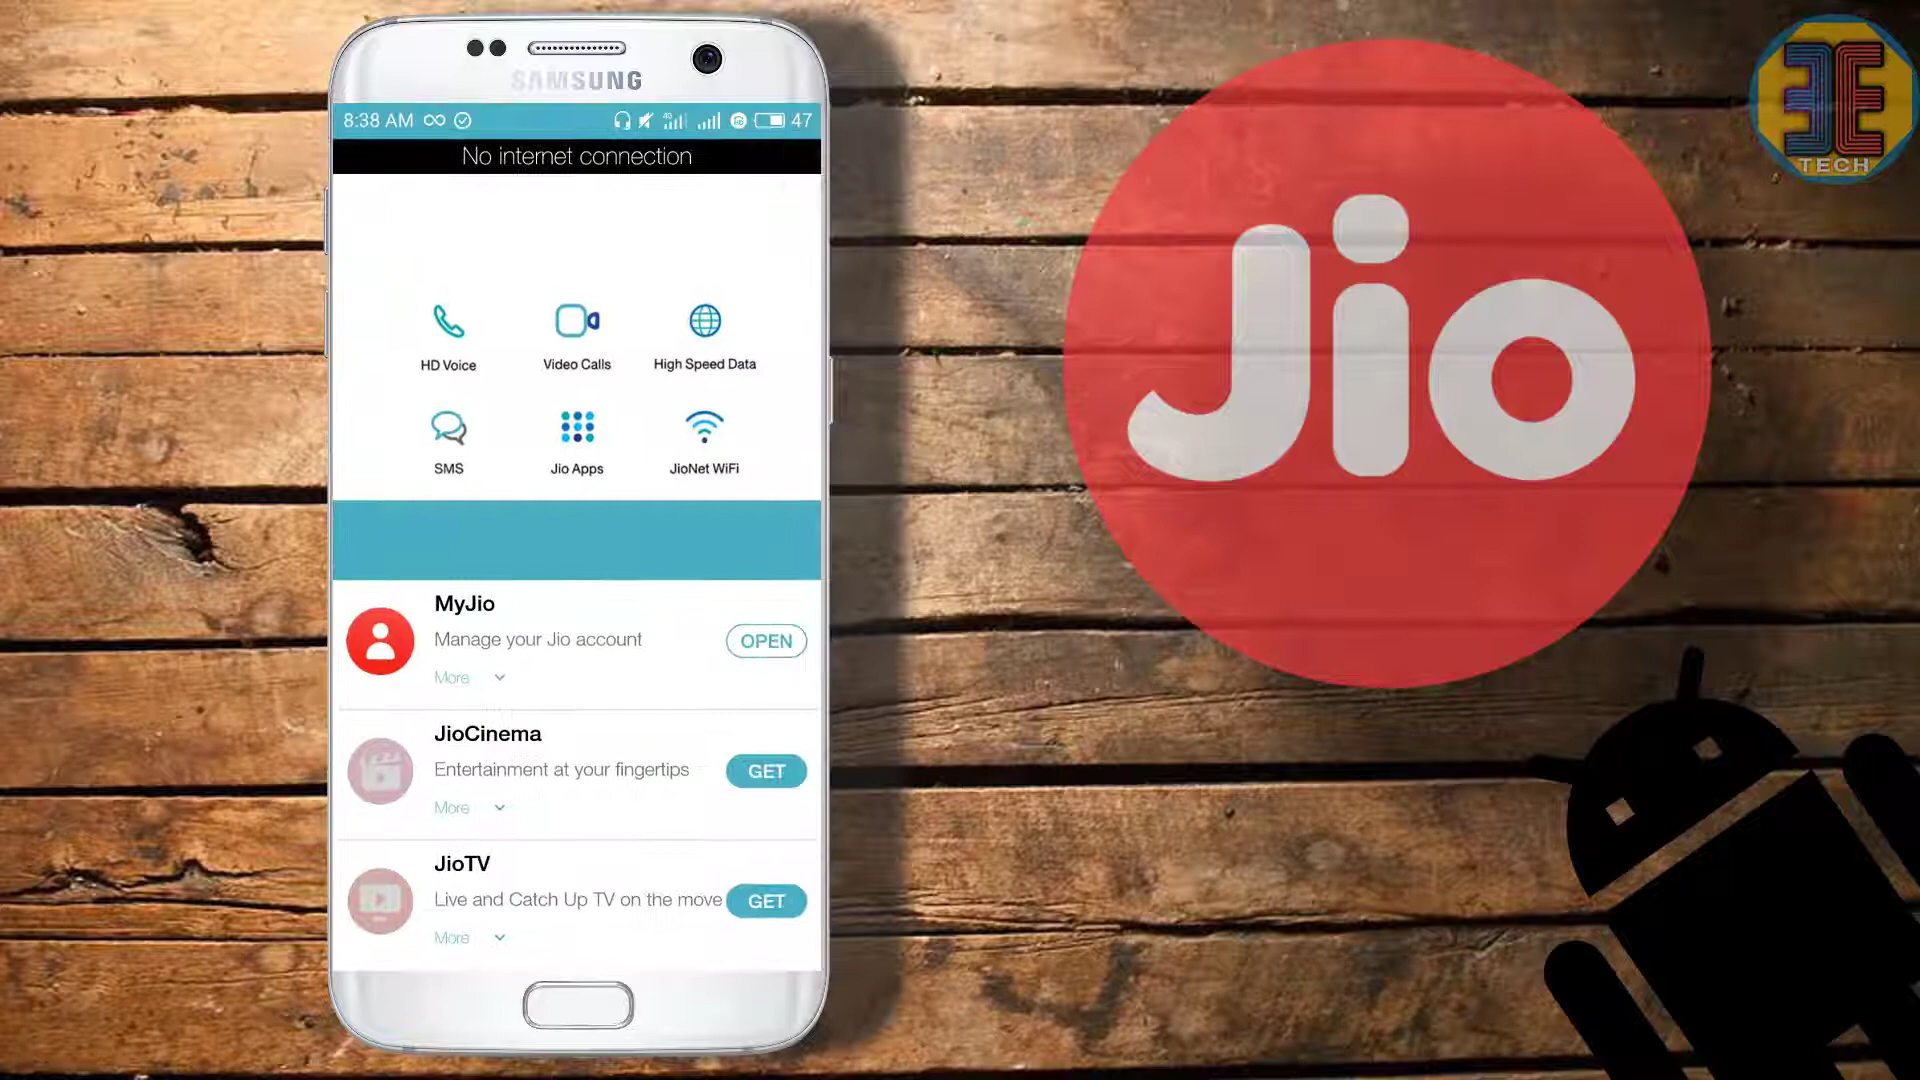 SAMSUNG
8:38 AM
4G
47
No internet connection
HD Voice
Video Calls
High Speed Data
SMS
Jio Apps
JioNet WiFi
MyJio
Manage your Jio account
OPEN
More
JioCinema
Entertainment at your fingertips
GET
More
JioTV
Live and Catch Up TV on the move
GET
More
Jio
TECH